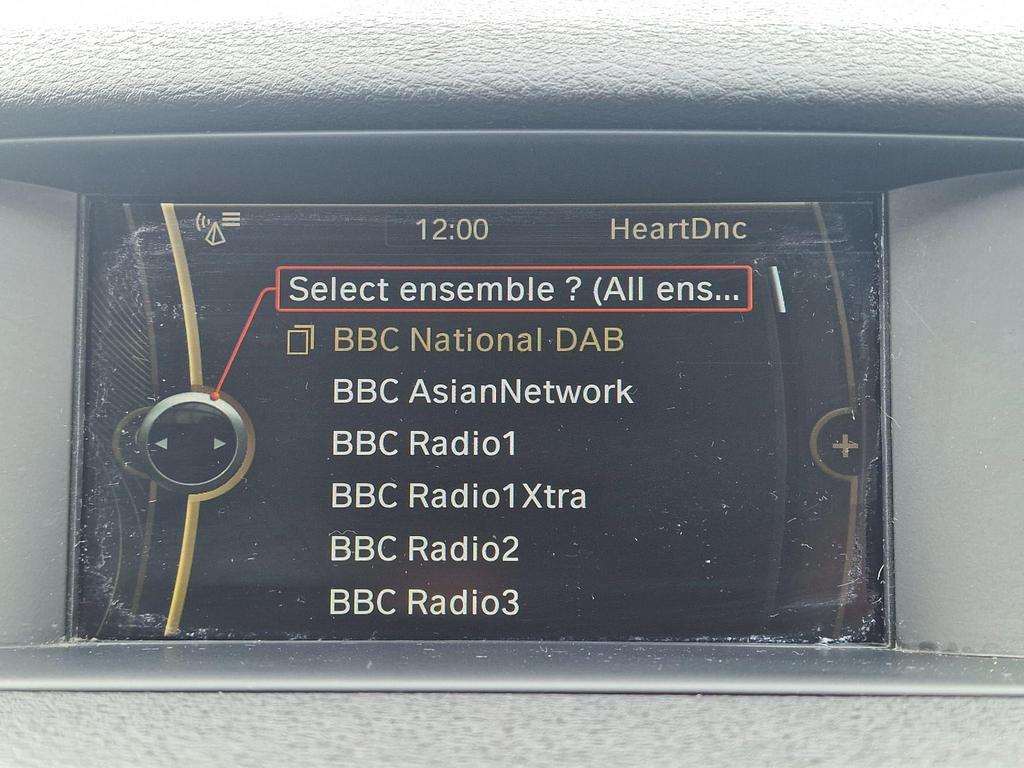 12:00 HeartDnc
Select ensemble ? (All ens...
BBC National DAB
BBC AsianNetwork
BBC Radio1
BBC Radio1Xtra
BBC Radio2
BBC Radio3